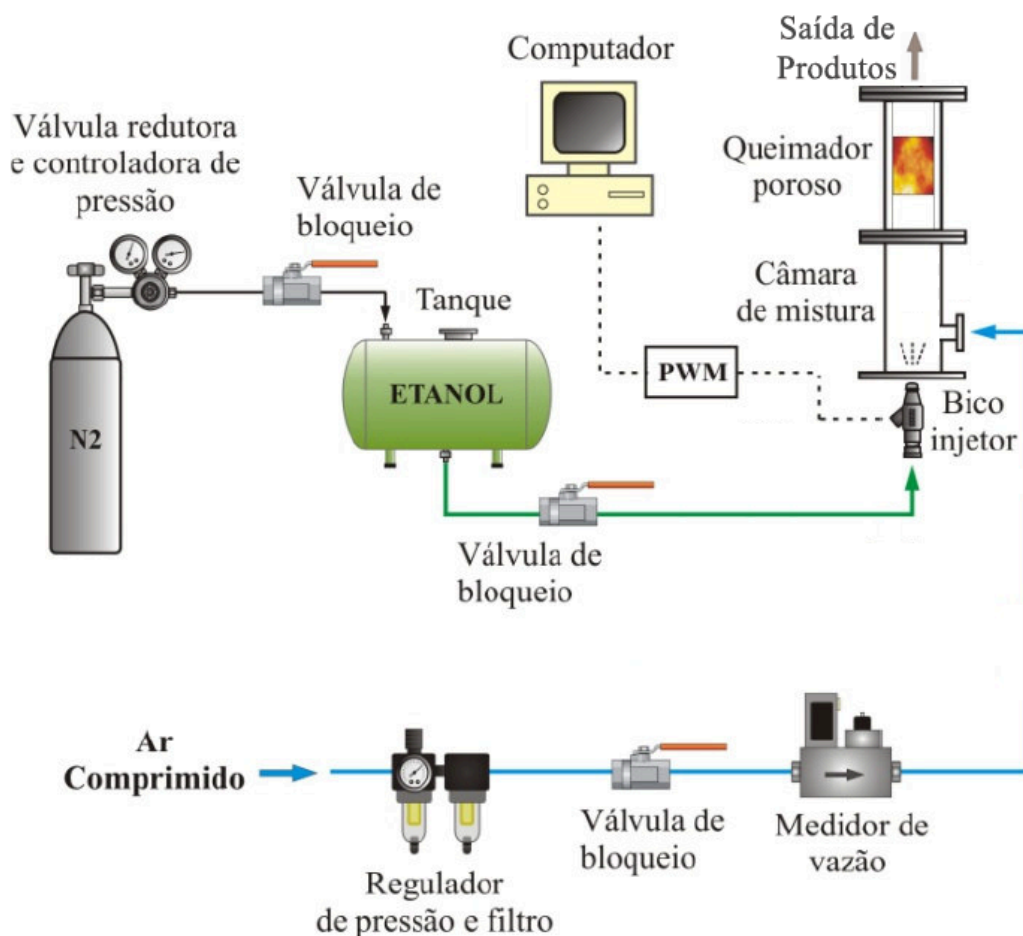 Saída de
Produtos
Computador
Válvula redutora
e controladora de
pressão
Válvula de
bloqueio
Queimador
poroso
Câmara
de mistura
Tanque
ETANOL
PWM
N2
Bico
injetor
Válvula de
bloqueio
Ar
Comprimido
Válvula de
bloqueio
Medidor de
vazão
Regulador
de pressão e filtro